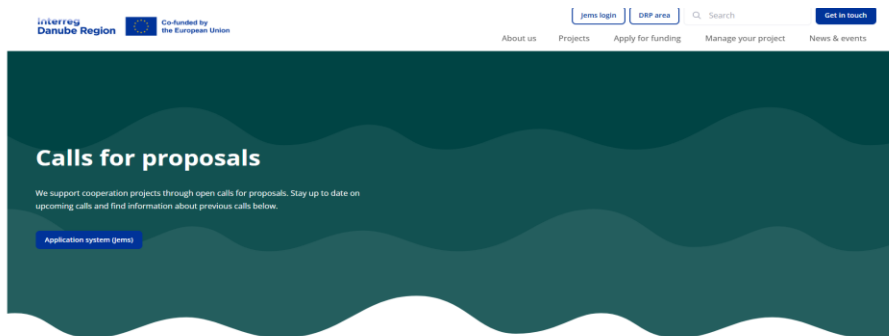 Interreg
Danube Region
Co-funded by
the European Union
Jems login
DRP area
Search
Get in touch
About us
Projects
Apply for funding
Manage your project
News & events
Calls for proposals
We support cooperation projects through open calls for proposals. Stay up to date on
upcoming calls and find information about previous calls below.
Application system (Jems)